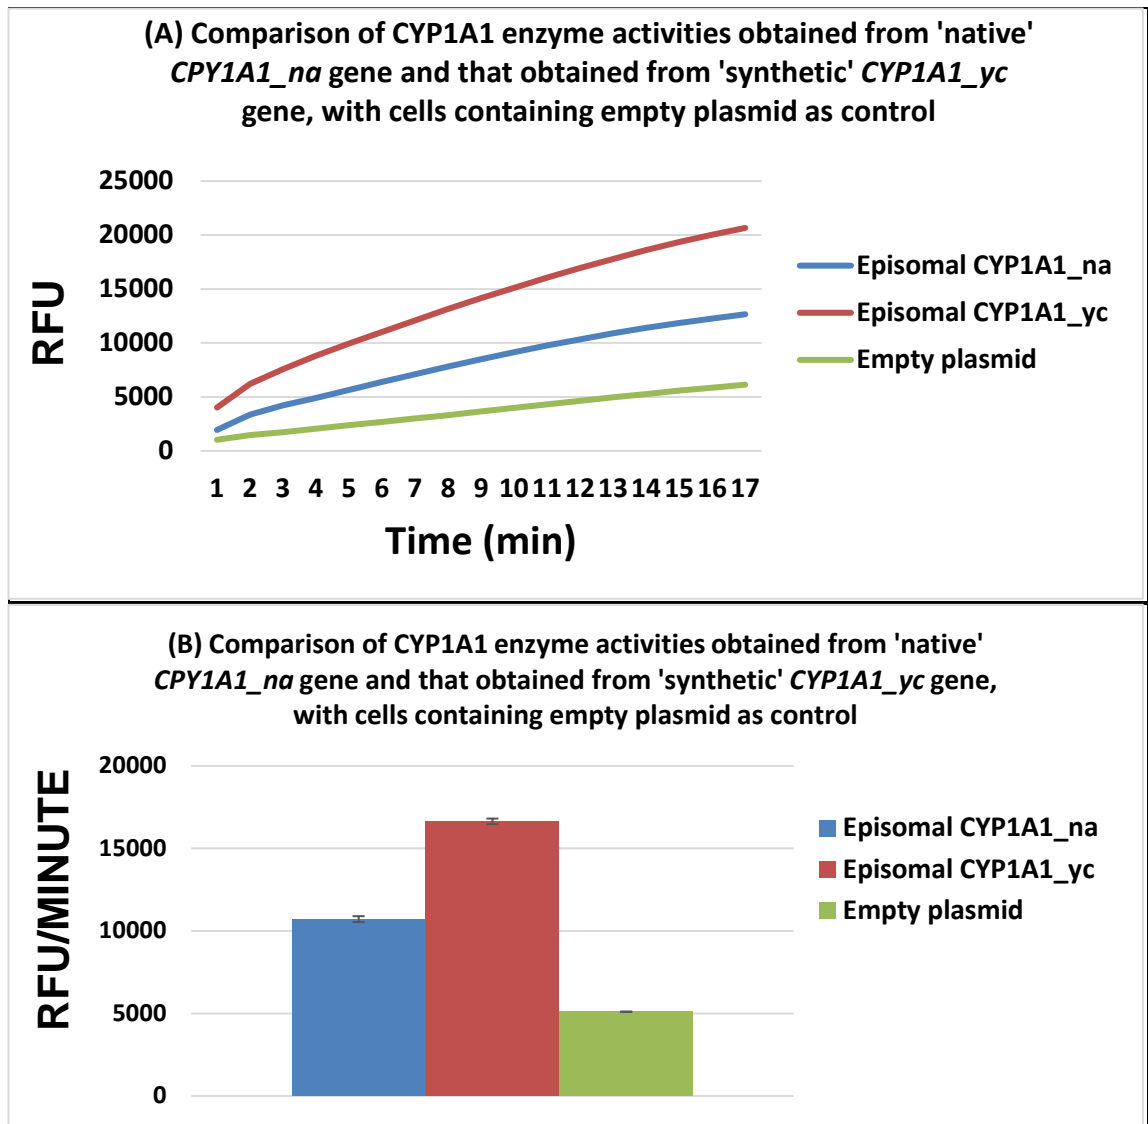 (A) Comparison of CYP1A1 enzyme activities obtained from 'native'
CPY1A1_na gene and that obtained from 'synthetic' CYP1A1_yc
gene, with cells containing empty plasmid as control
25000
20000
15000
10000
5000
0
RFU
1 2 3 4 5 6 7 8 9 10 11 12 13 14 15 16 17
Time (min)
Episomal CYP1A1_na
Episomal CYP1A1_yc
Empty plasmid
(B) Comparison of CYP1A1 enzyme activities obtained from 'native'
CPY1A1_na gene and that obtained from 'synthetic' CYP1A1_yc gene,
with cells containing empty plasmid as control
20000
15000
10000
5000
0
RFU/MINUTE
Episomal CYP1A1_na
Episomal CYP1A1_yc
Empty plasmid